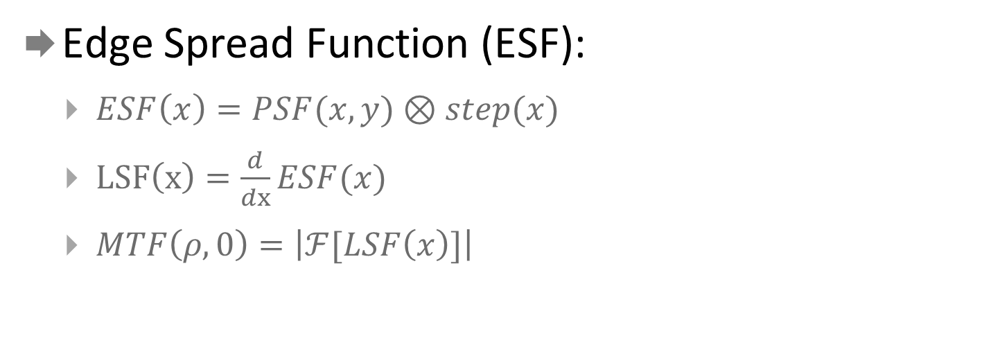 Edge Spread Function (ESF):
ESF(x) = PSF(x, y) ⊗ step(x)
LSF(x) = d/dx ESF(x)
MTF(ρ, 0) = |ℱ[LSF(x)]|